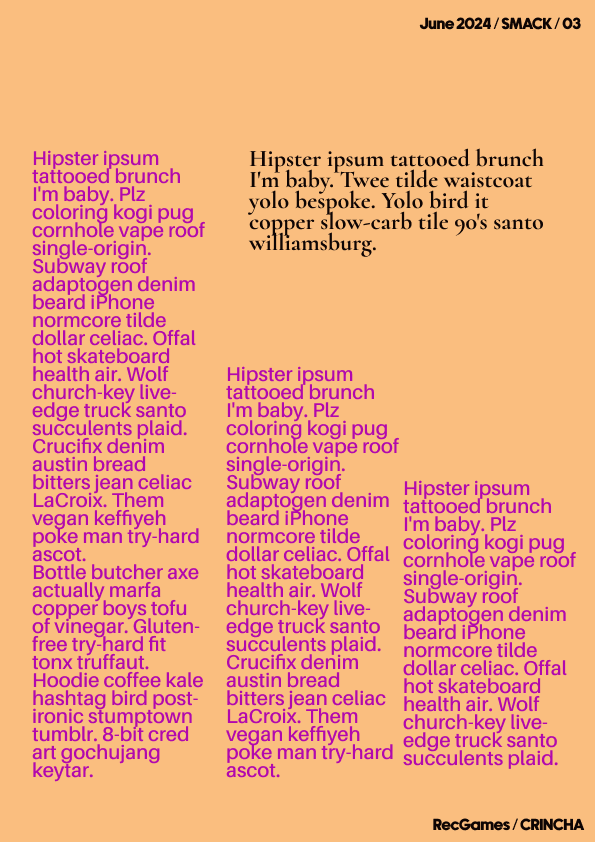 June 2024 / SMACK / 03
Hipster ipsum
tattooed brunch
I'm baby. Plz
coloring kogi pug
cornhole vape roof
single-origin.
Subway roof
adaptogen denim
beard iPhone
normcore tilde
dollar celiac. Offal
hot skateboard
health air. Wolf
church-key live-
edge truck santo
succulents plaid.
Crucifix denim
austin bread
bitters jean celiac
LaCroix. Them
vegan keffiyeh
poke man try-hard
ascot.
Bottle butcher axe
actually marfa
copper boys tofu
of vinegar. Gluten-
free try-hard fit
tonx truffaut.
Hoodie coffee kale
hashtag bird post-
ironic stumptown
tumblr. 8-bit cred
art gochujang
keytar.
Hipster ipsum tattooed brunch
I'm baby. Twee tilde waistcoat
yolo bespoke. Yolo bird it
copper slow-carb tile 90's santo
williamsburg.
Hipster ipsum
tattooed brunch
I'm baby. Plz
coloring kogi pug
cornhole vape roof
single-origin.
Subway roof
adaptogen denim
beard iPhone
normcore tilde
dollar celiac. Offal
hot skateboard
health air. Wolf
church-key live-
edge truck santo
succulents plaid.
Crucifix denim
austin bread
bitters jean celiac
LaCroix. Them
vegan keffiyeh
poke man try-hard
ascot.
Hipster ipsum
tattooed brunch
I'm baby. Plz
coloring kogi pug
cornhole vape roof
single-origin.
Subway roof
adaptogen denim
beard iPhone
normcore tilde
dollar celiac. Offal
hot skateboard
health air. Wolf
church-key live-
edge truck santo
succulents plaid.
RecGames / CRINCHA